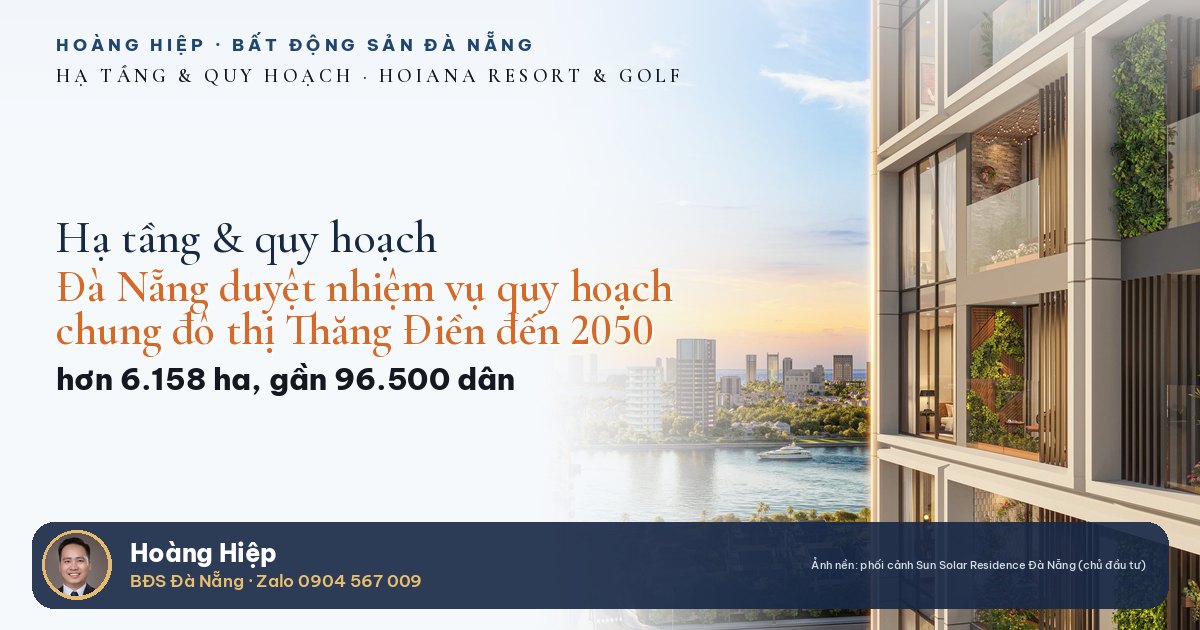 HOÀNG HIỆP · BẤT ĐỘNG SẢN ĐÀ NẴNG
HẠ TẦNG & QUY HOẠCH · HOIANA RESORT & GOLF
Hạ tầng & quy hoạch
Đà Nẵng duyệt nhiệm vụ quy hoạch
chung đô thị Thăng Điền đến 2050
hơn 6.158 ha, gần 96.500 dân
Hoàng Hiệp
BĐS Đà Nẵng · Zalo 0904 567 009
Ảnh nền: phối cảnh Sun Solar Residence Đà Nẵng (chủ đầu tư)